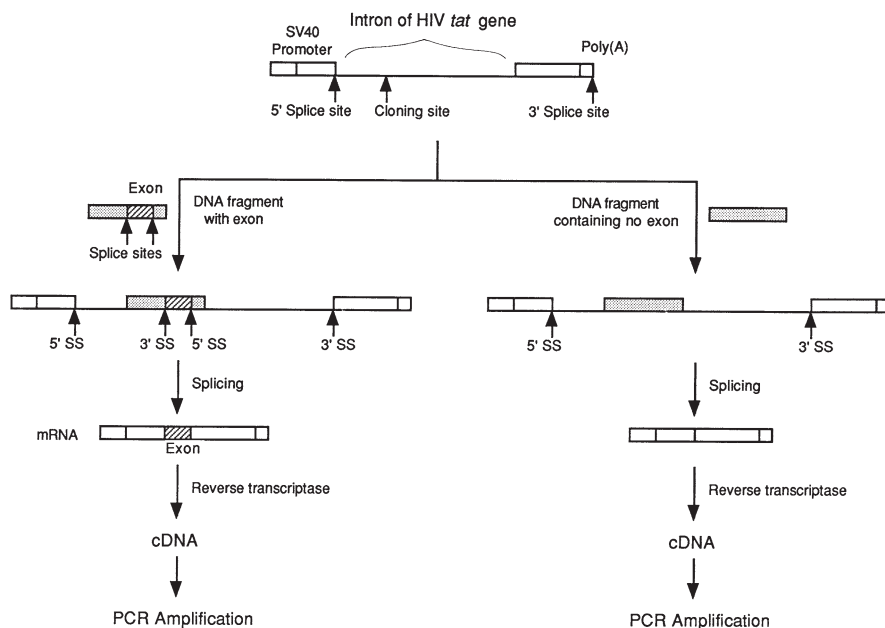 Intron of HIV tat gene
SV40
Promoter
Poly(A)
5' Splice site
Cloning site
3' Splice site
Exon
DNA fragment
with exon
DNA fragment
containing no exon
Splice sites
5' SS
3' SS
5' SS
3' SS
5' SS
3' SS
Splicing
Splicing
mRNA
Exon
Reverse transcriptase
Reverse transcriptase
cDNA
cDNA
PCR Amplification
PCR Amplification